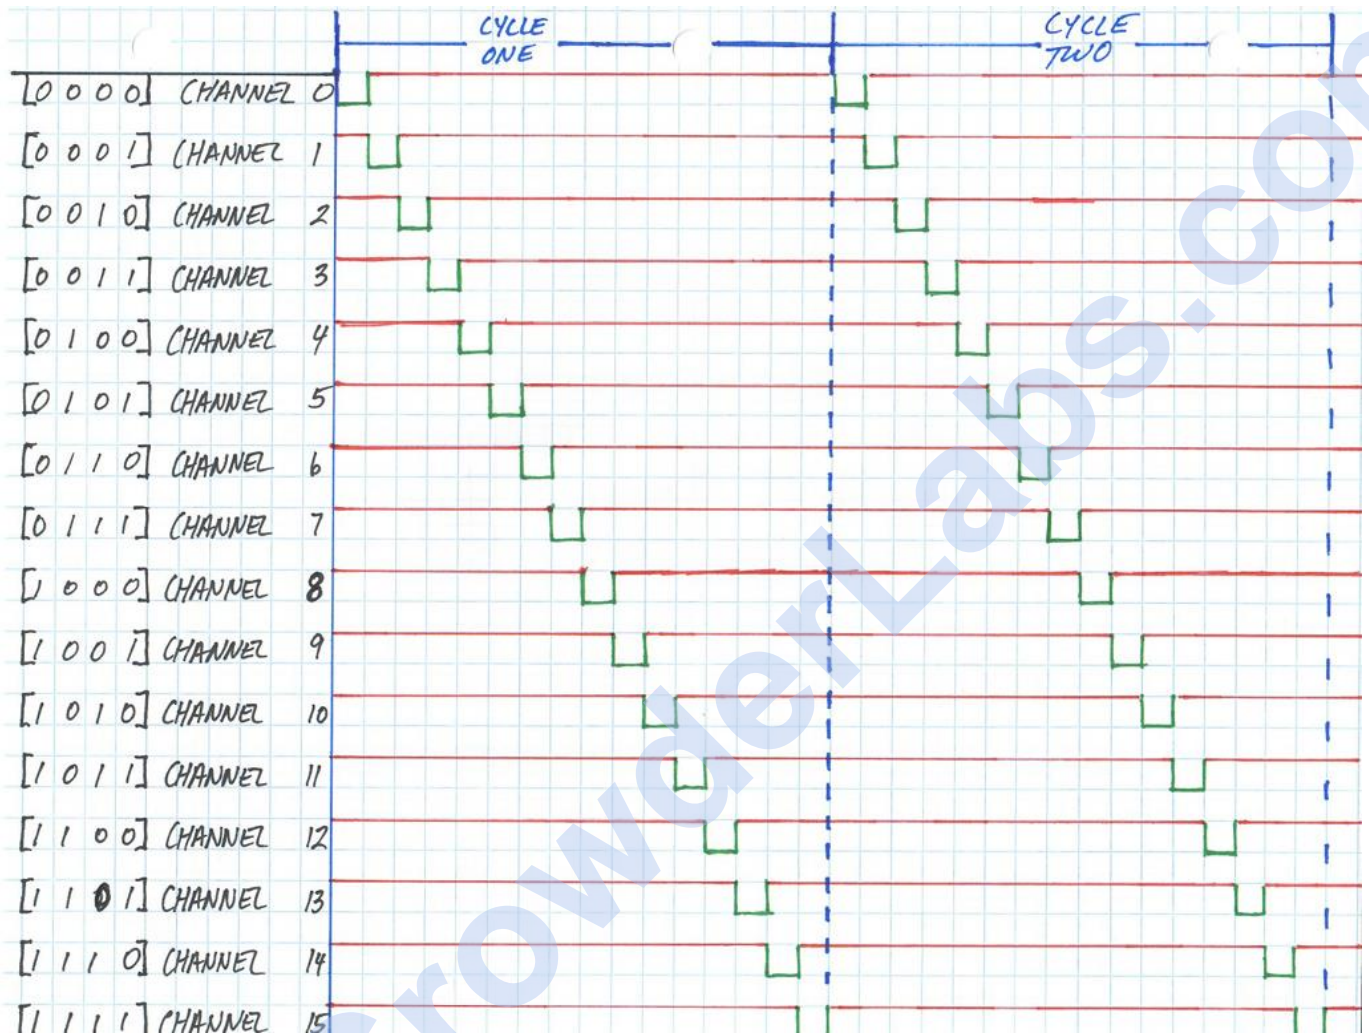 CYCLE
ONE
CYCLE
TWO
[0 0 0 0] CHANNEL 0
[0 0 0 1] CHANNEL 1
[0 0 1 0] CHANNEL 2
[0 0 1 1] CHANNEL 3
[0 1 0 0] CHANNEL 4
[0 1 0 1] CHANNEL 5
[0 1 1 0] CHANNEL 6
[0 1 1 1] CHANNEL 7
[1 0 0 0] CHANNEL 8
[1 0 0 1] CHANNEL 9
[1 0 1 0] CHANNEL 10
[1 0 1 1] CHANNEL 11
[1 1 0 0] CHANNEL 12
[1 1 0 1] CHANNEL 13
[1 1 1 0] CHANNEL 14
[1 1 1 1] CHANNEL 15